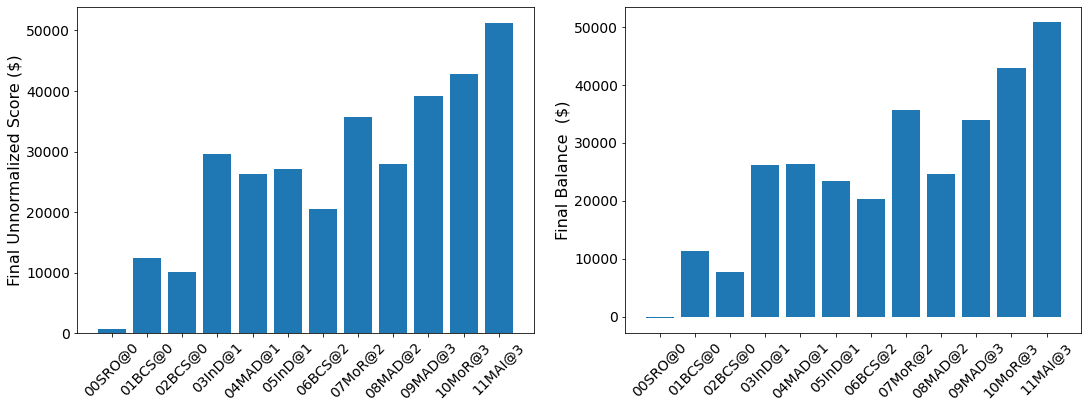 Final Unnormalized Score ($)
50000
40000
30000
20000
10000
0
00SRO@0
01BCS@0
02BCS@0
03InD@1
04MAD@1
05InD@1
06BCS@2
07MoR@2
08MAD@2
09MAD@3
10MoR@3
11MAI@3
Final Balance ($)
50000
40000
30000
20000
10000
0
00SRO@0
01BCS@0
02BCS@0
03InD@1
04MAD@1
05InD@1
06BCS@2
07MoR@2
08MAD@2
09MAD@3
10MoR@3
11MAI@3